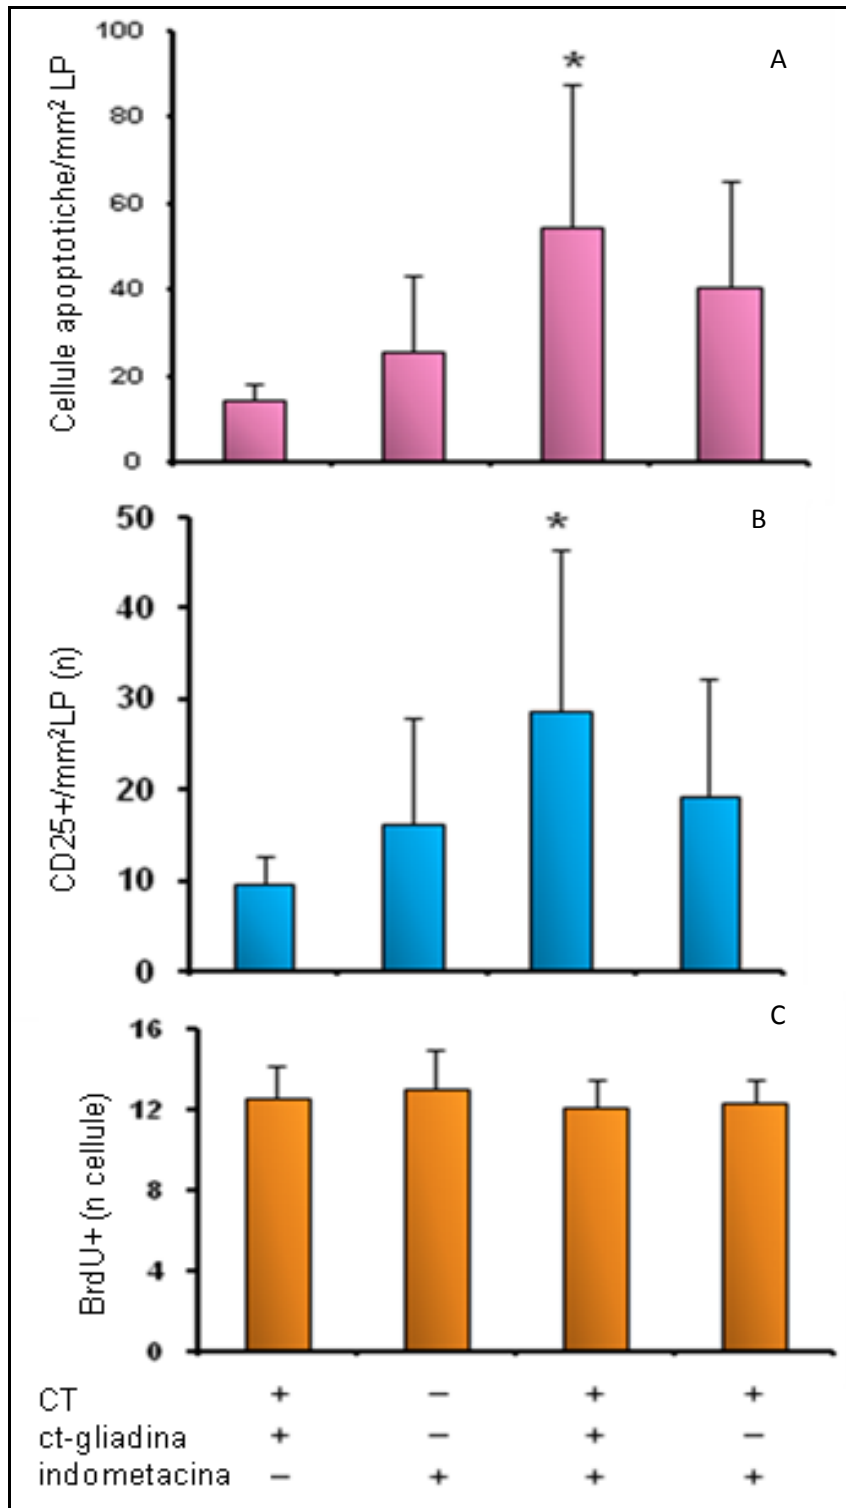 A
*
Cellule apoptotiche/mm² LP
100
80
60
40
20
0
B
*
CD25+/mm²LP (n)
50
40
30
20
10
0
C
BrdU+ (n cellule)
16
12
8
4
0
CT + − + +
ct-gliadina + − + −
indometacina − + + +